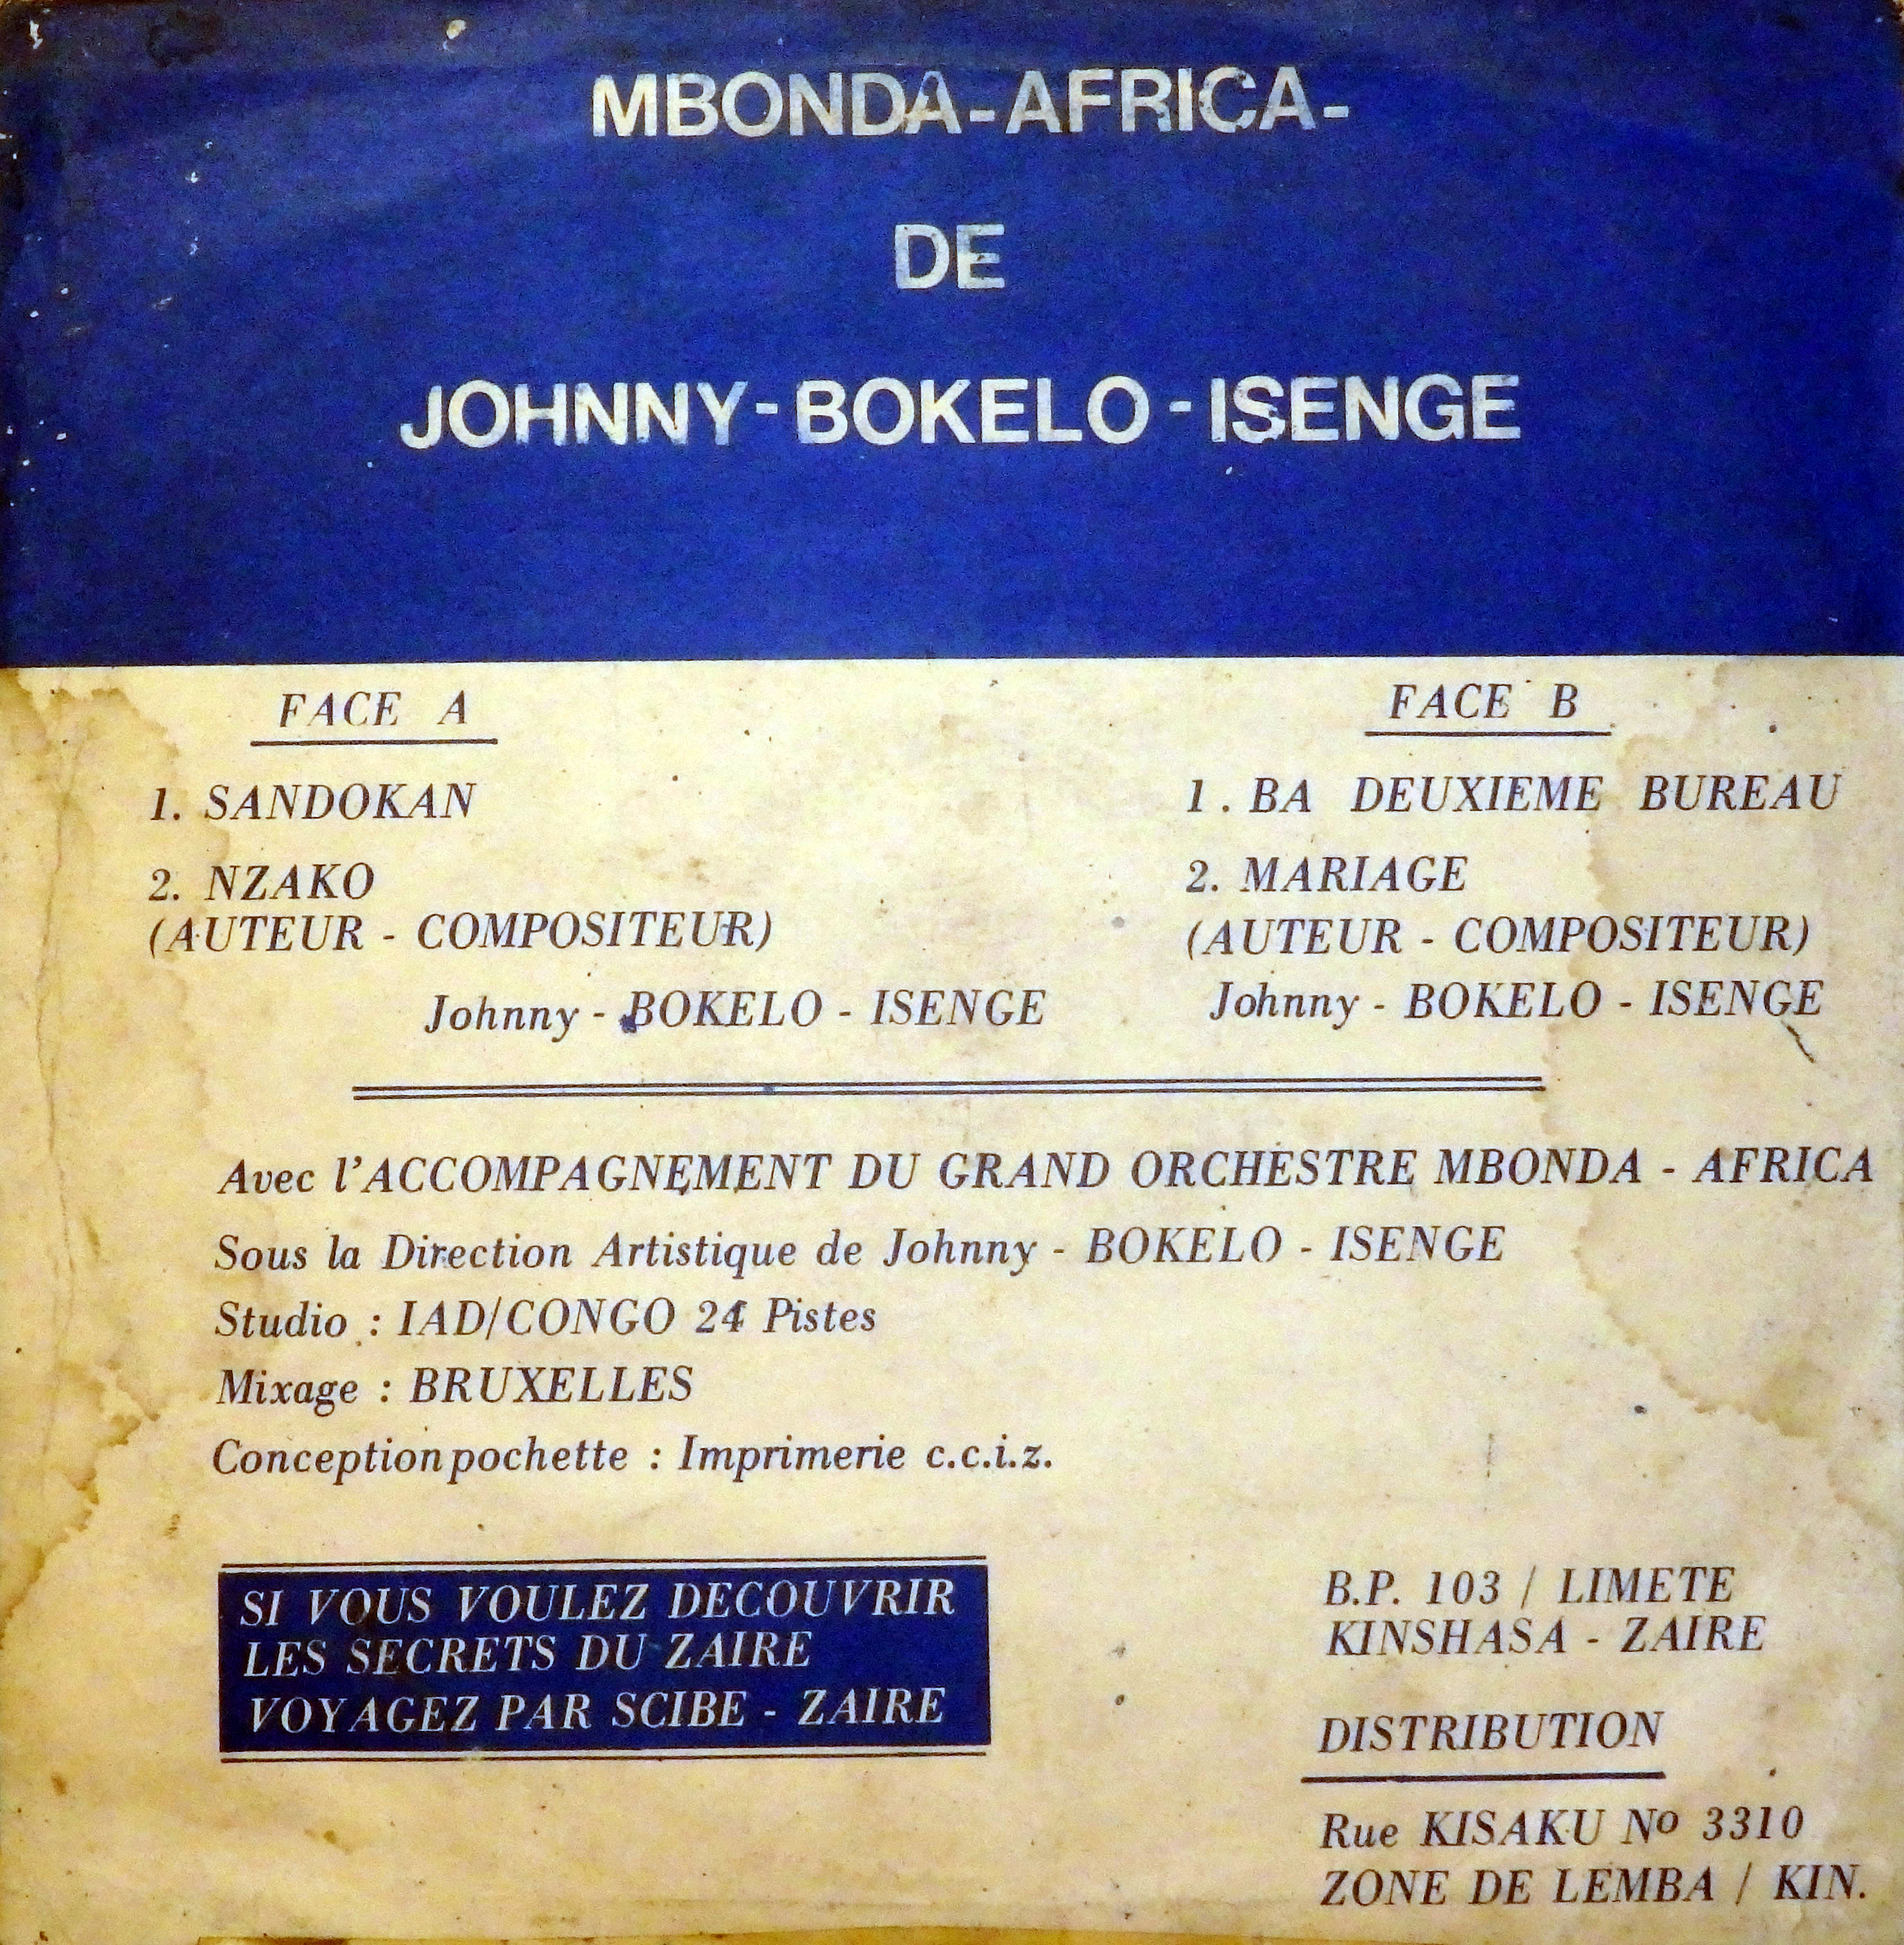 MBONDA-AFRICA-
DE
JOHNNY-BOKELO-ISENGE
FACE A
1. SANDOKAN
2. NZAKO
(AUTEUR - COMPOSITEUR)
Johnny - BOKELO - ISENGE
FACE B
1. BA DEUXIEME BUREAU
2. MARIAGE
(AUTEUR - COMPOSITEUR)
Johnny - BOKELO - ISENGE
Avec l'ACCOMPAGNEMENT DU GRAND ORCHESTRE MBONDA - AFRICA
Sous la Direction Artistique de Johnny - BOKELO - ISENGE
Studio : IAD/CONGO 24 Pistes
Mixage : BRUXELLES
Conception pochette : Imprimerie c.c.i.z.
SI VOUS VOULEZ DECOUVRIR
LES SECRETS DU ZAIRE
VOYAGEZ PAR SCIBE - ZAIRE
B.P. 103 / LIMETE
KINSHASA - ZAIRE
DISTRIBUTION
Rue KISAKU No 3310
ZONE DE LEMBA / KIN.